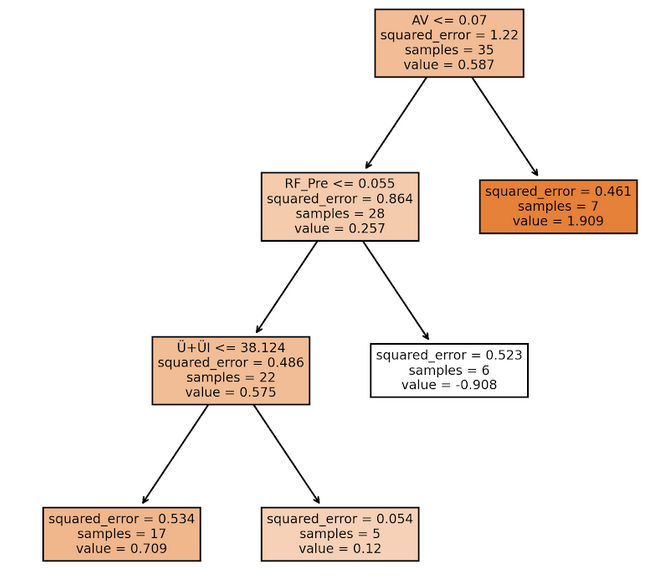 AV <= 0.07
squared_error = 1.22
samples = 35
value = 0.587
RF_Pre <= 0.055
squared_error = 0.864
samples = 28
value = 0.257
squared_error = 0.461
samples = 7
value = 1.909
Ü+ÜI <= 38.124
squared_error = 0.486
samples = 22
value = 0.575
squared_error = 0.523
samples = 6
value = -0.908
squared_error = 0.534
samples = 17
value = 0.709
squared_error = 0.054
samples = 5
value = 0.12